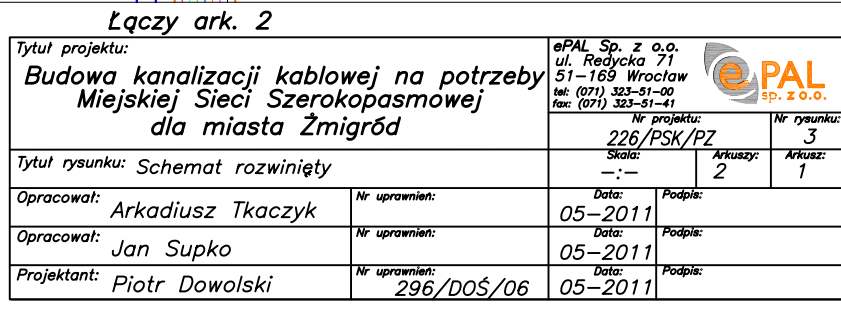 Łączy ark. 2
Tytuł projektu:
Budowa kanalizacji kablowej na potrzeby
Miejskiej Sieci Szerokopasmowej
dla miasta Żmigród
ePAL Sp. z o.o.
ul. Redycka 71
51-169 Wrocław
tel: (071) 323-51-00
fax: (071) 323-51-41
e PAL
sp. z o.o.
Nr projektu:
226/PSK/PZ
Nr rysunku:
3
Tytuł rysunku: Schemat rozwinięty
Skala:
-:-
Arkuszy:
2
Arkusz:
1
Opracował:
Arkadiusz Tkaczyk
Nr uprawnień:
Data:
05-2011
Podpis:
Opracował:
Jan Supko
Nr uprawnień:
Data:
05-2011
Podpis:
Projektant: Piotr Dowolski
Nr uprawnień:
296/DOŚ/06
Data:
05-2011
Podpis: